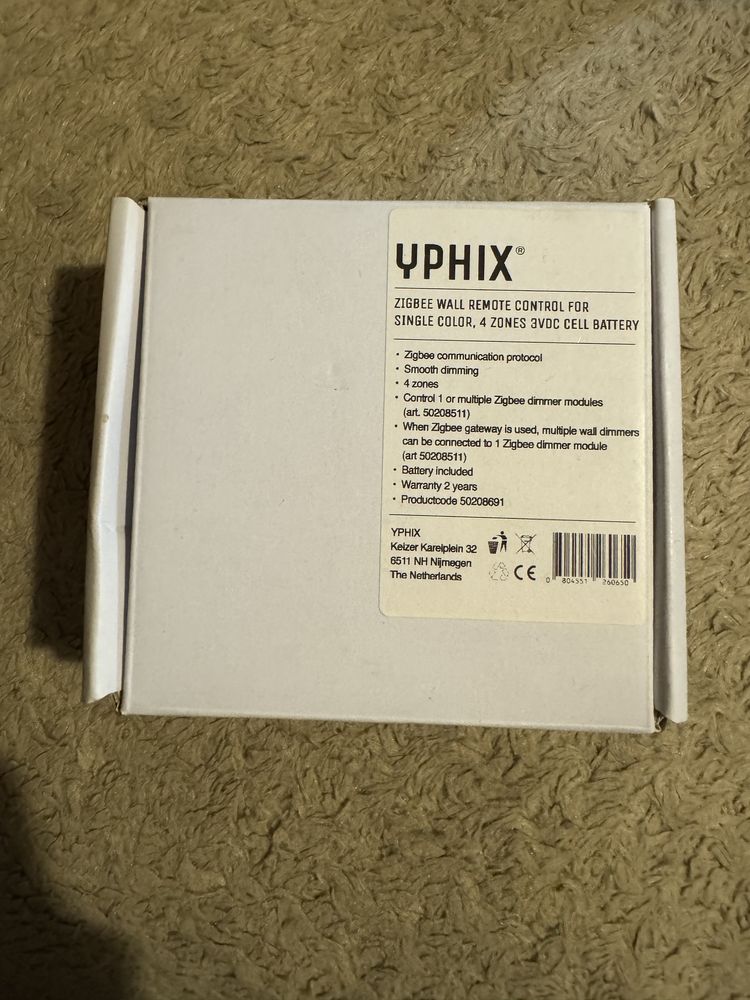 YPHIX®
ZIGBEE WALL REMOTE CONTROL FOR
SINGLE COLOR, 4 ZONES 3VDC CELL BATTERY
• Zigbee communication protocol
• Smooth dimming
• 4 zones
• Control 1 or multiple Zigbee dimmer modules
(art. 50208511)
• When Zigbee gateway is used, multiple wall dimmers
can be connected to 1 Zigbee dimmer module
(art 50208511)
• Battery included
• Warranty 2 years
• Productcode 50208691
YPHIX
Keizer Karelplein 32
6511 NH Nijmegen
The Netherlands
CE
0 804551 260650